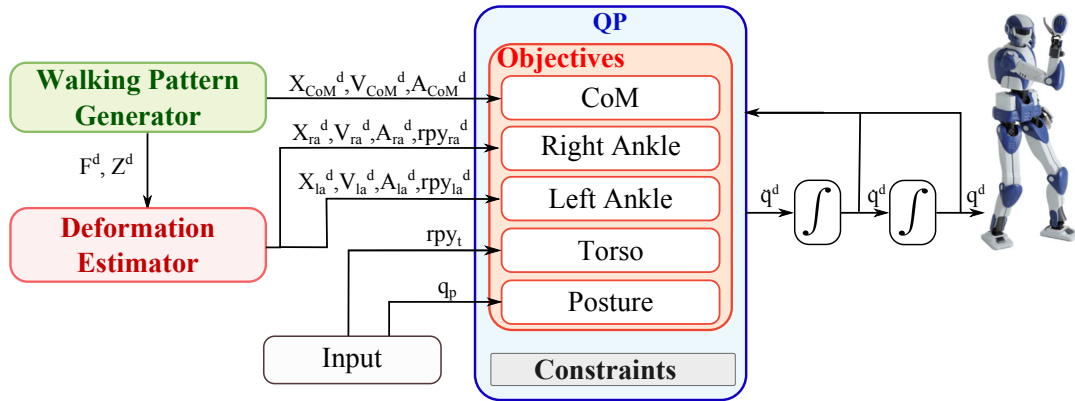 QP
Objectives
Walking Pattern
Generator
X_CoM^d,V_CoM^d,A_CoM^d
CoM
X_ra^d,V_ra^d,A_ra^d,rpy_ra^d
Right Ankle
F^d, Z^d
X_la^d,V_la^d,A_la^d,rpy_la^d
Left Ankle
q̈^d
∫
q̇^d
∫
q^d
Deformation
Estimator
rpy_t
Torso
q_p
Posture
Input
Constraints